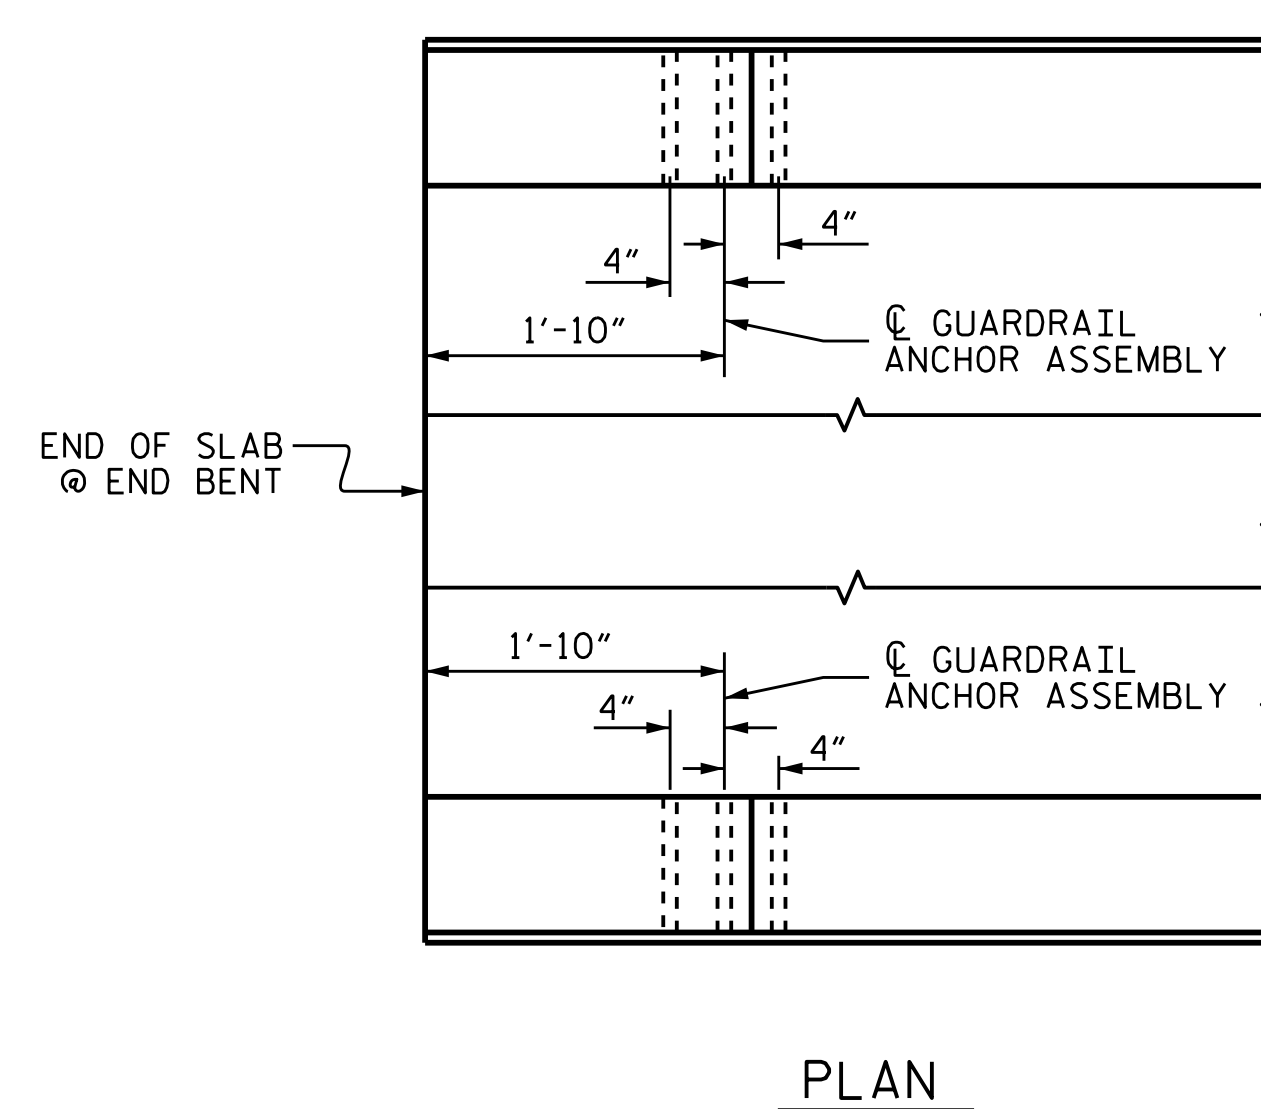 4"
4"
1'-10"
℄ GUARDRAIL
ANCHOR ASSEMBLY
END OF SLAB
@ END BENT
1'-10"
℄ GUARDRAIL
ANCHOR ASSEMBLY
4"
4"
PLAN